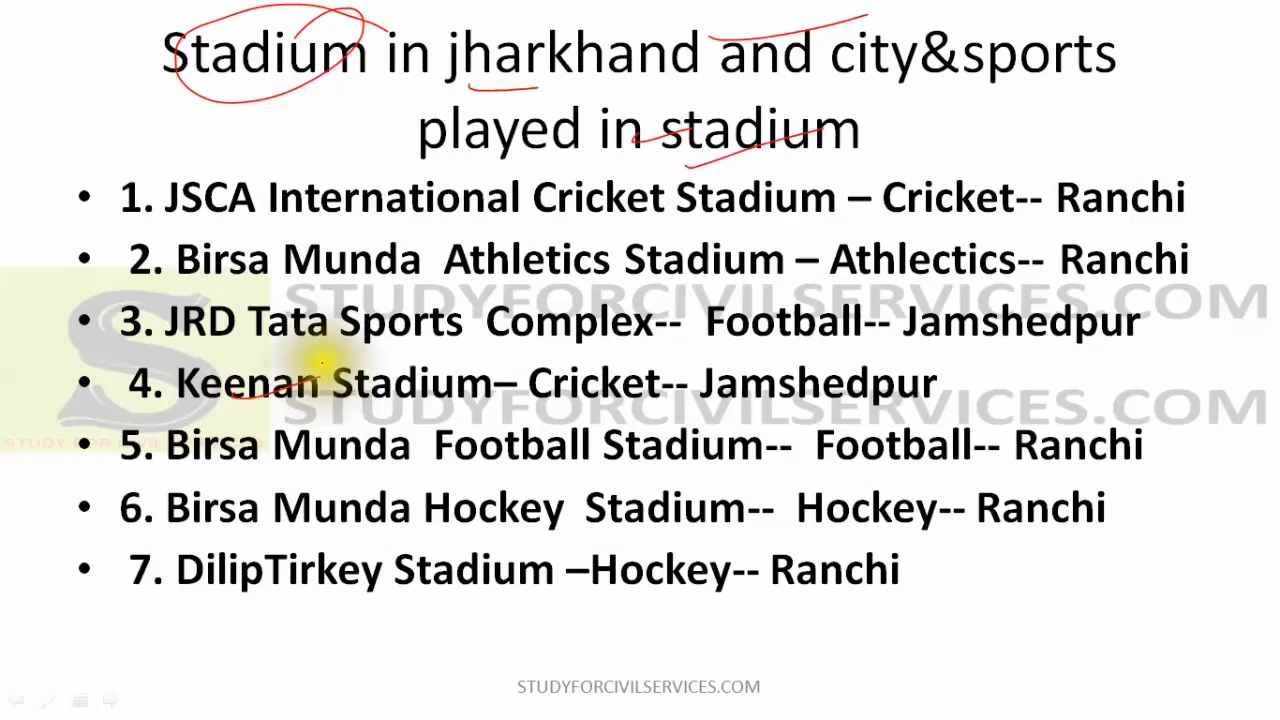 Stadium in jharkhand and city&sports
played in stadium
• 1. JSCA International Cricket Stadium – Cricket-- Ranchi
• 2. Birsa Munda Athletics Stadium – Athlectics-- Ranchi
STUDYFORCIVILSERVICES.COM
• 3. JRD Tata Sports Complex-- Football-- Jamshedpur
• 4. Keenan Stadium– Cricket-- Jamshedpur
STUDYFORCIVILSERVICES.COM
STUDY FOR CIVIL
• 5. Birsa Munda Football Stadium-- Football-- Ranchi
• 6. Birsa Munda Hockey Stadium-- Hockey-- Ranchi
• 7. DilipTirkey Stadium –Hockey-- Ranchi
STUDYFORCIVILSERVICES.COM